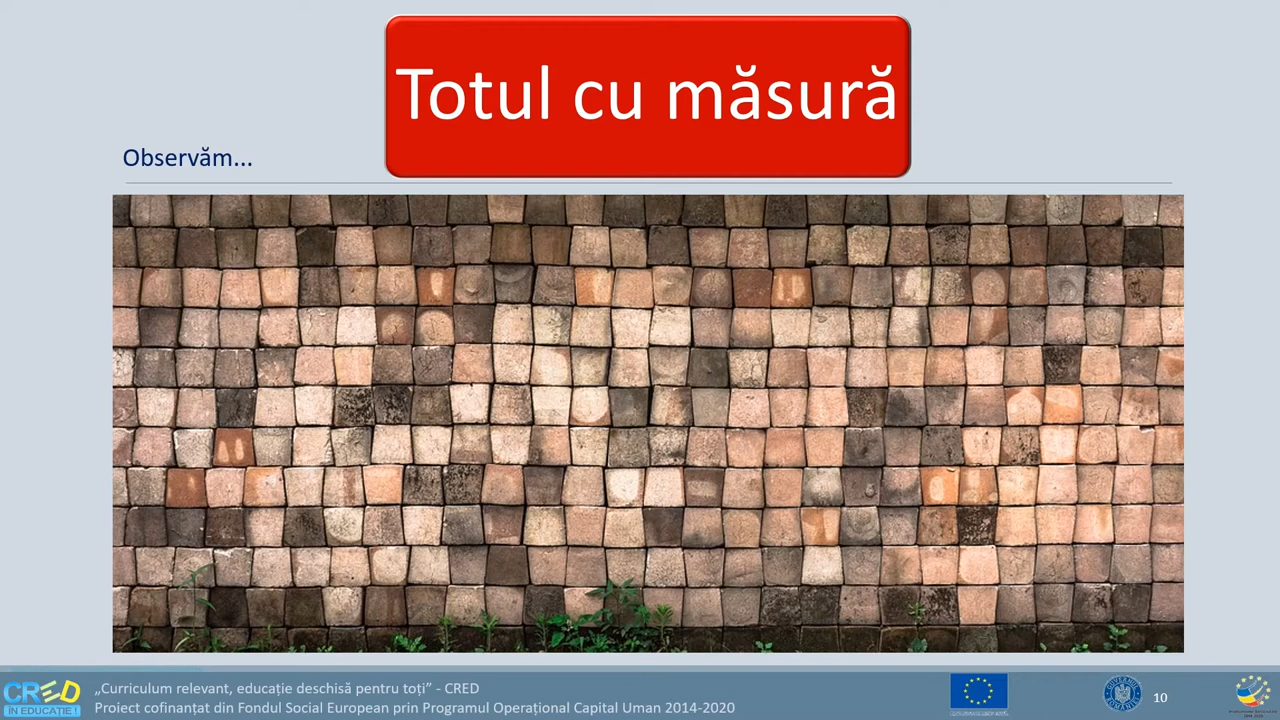 Totul cu măsură
Observăm...
CRED
ÎN EDUCAȚIE !
„Curriculum relevant, educație deschisă pentru toți” - CRED
Proiect cofinanțat din Fondul Social European prin Programul Operațional Capital Uman 2014-2020
10